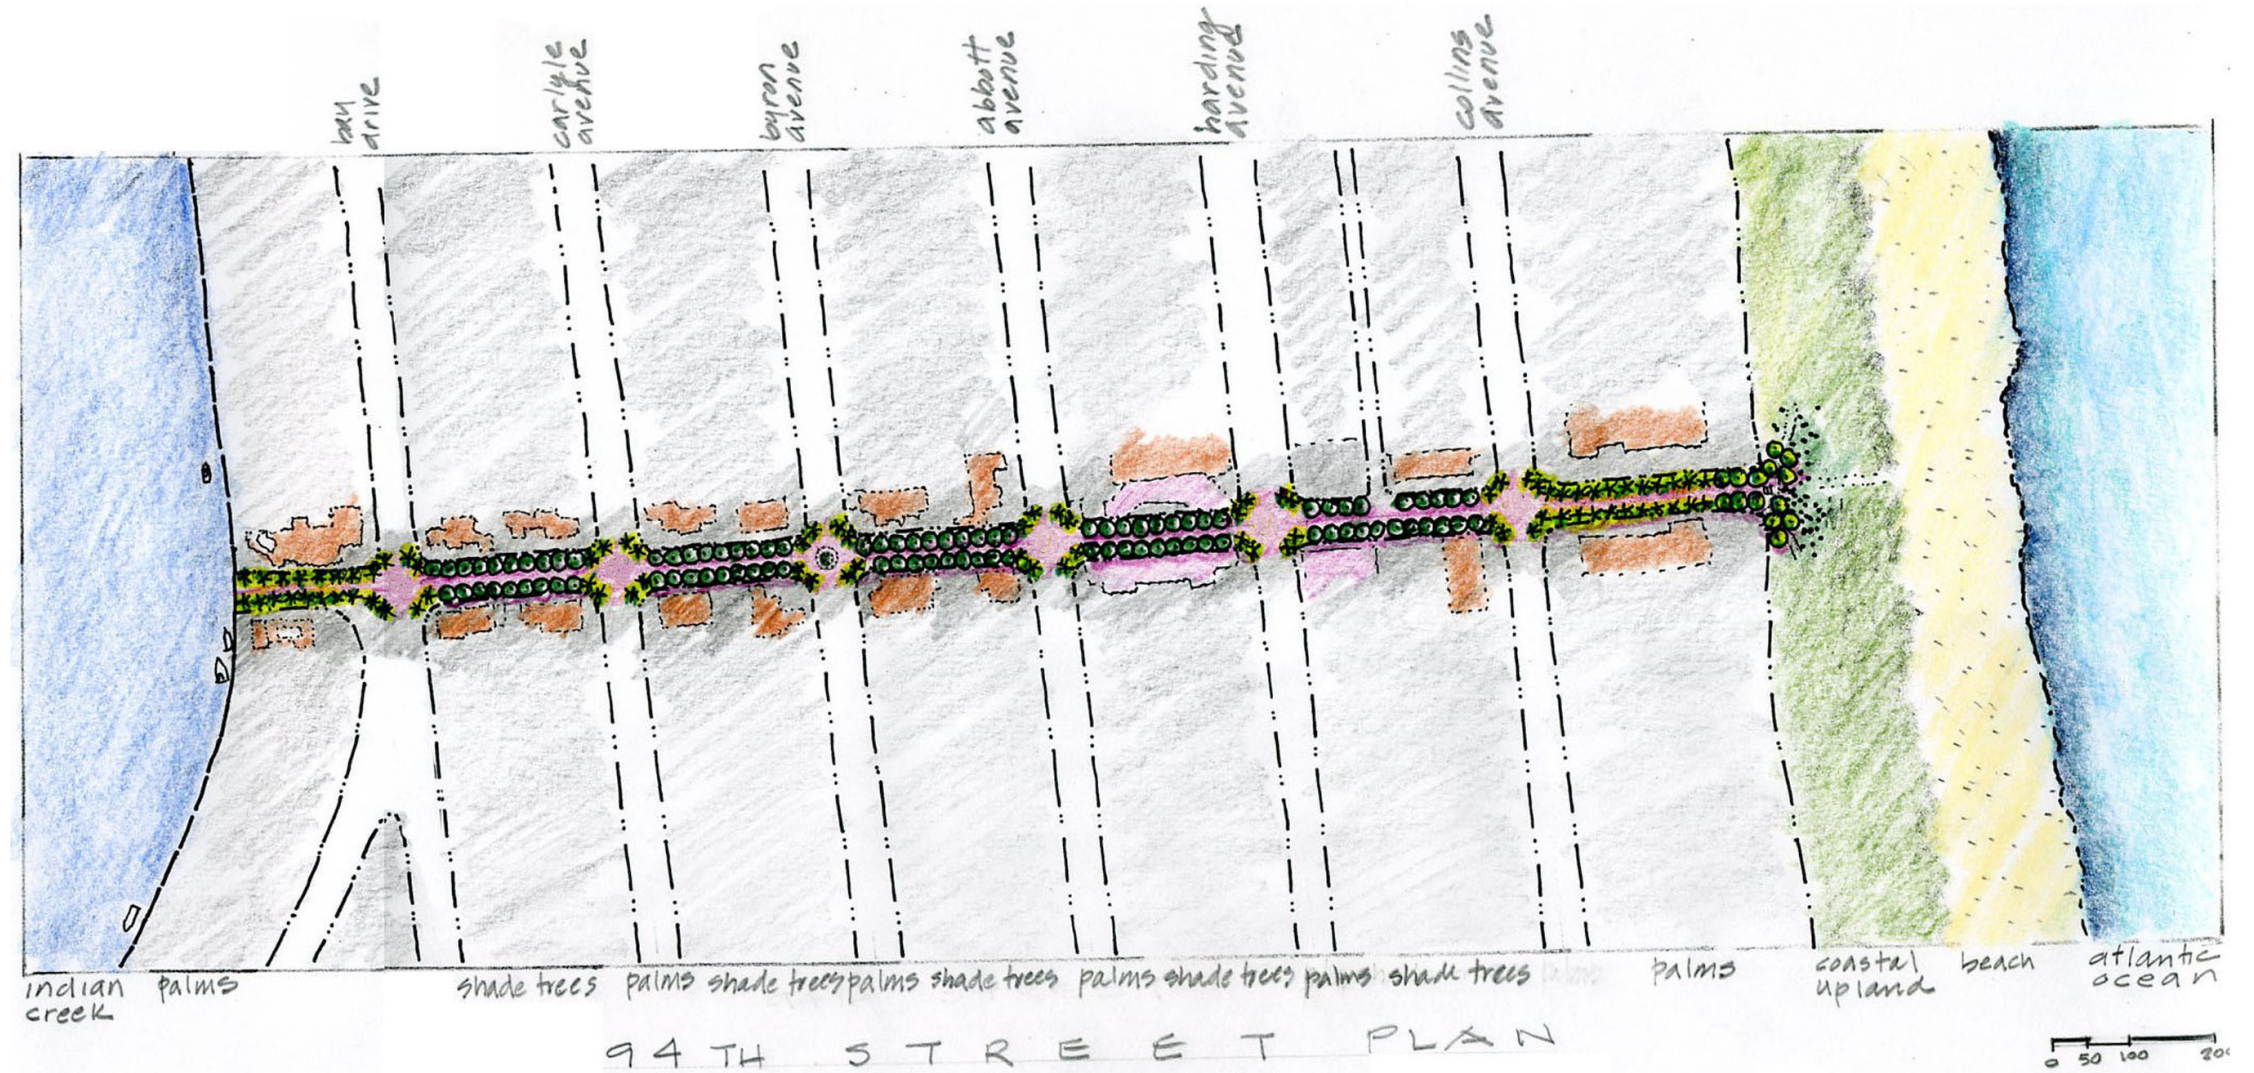 bay
drive
carlyle
avenue
byron
avenue
abbott
avenue
harding
avenue
collins
avenue
indian
creek
palms
shade trees
palms
shade trees
palms
shade trees
palms
shade trees
palms
shade trees
palms
coastal
upland
beach
atlantic
ocean
94TH STREET PLAN
0 50 100 200